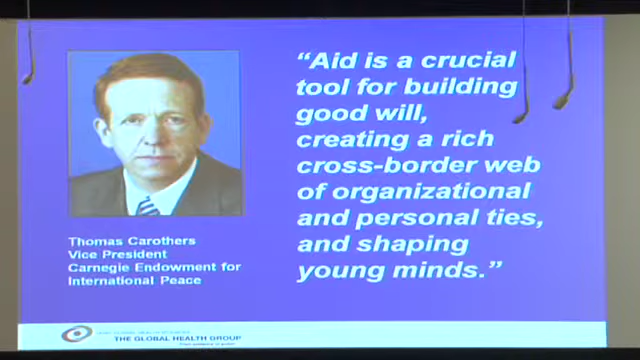 “Aid is a crucial
tool for building
good will,
creating a rich
cross-border web
of organizational
and personal ties,
and shaping
young minds.”
Thomas Carothers
Vice President
Carnegie Endowment for
International Peace
THE GLOBAL HEALTH GROUP